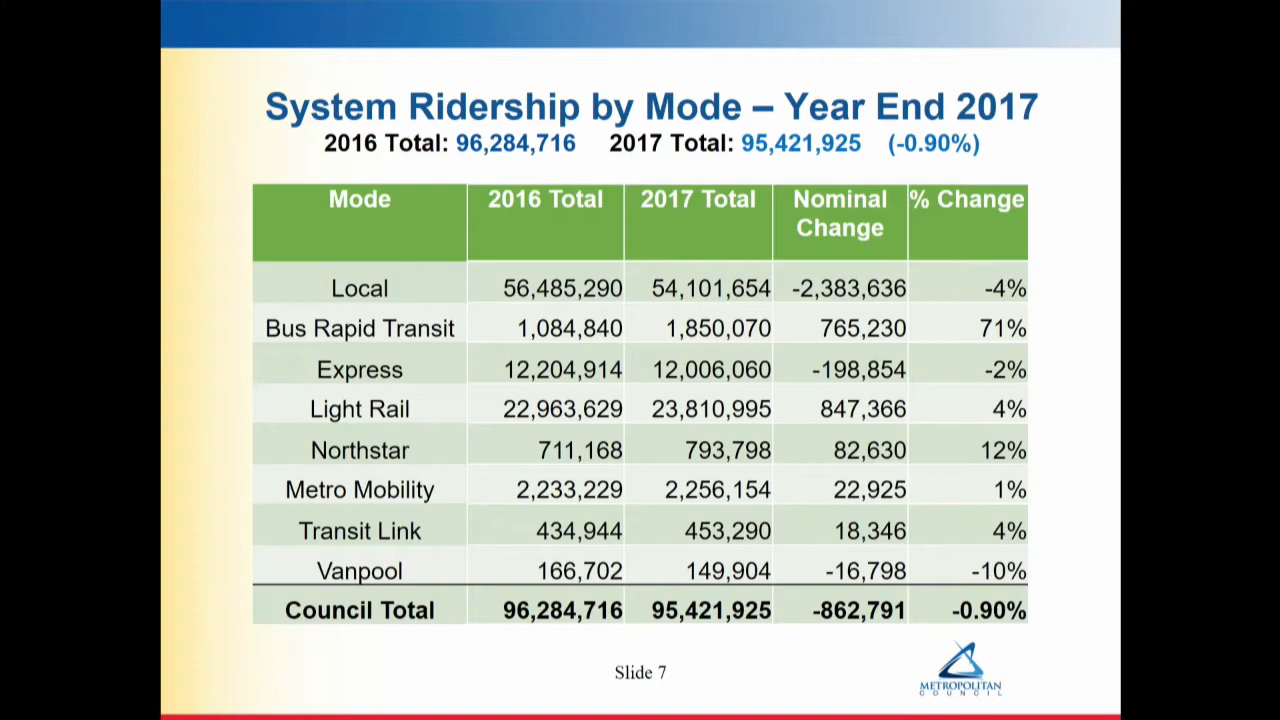 System Ridership by Mode – Year End 2017
2016 Total: 96,284,716 2017 Total: 95,421,925 (-0.90%)
Mode 2016 Total 2017 Total Nominal Change % Change
Local 56,485,290 54,101,654 -2,383,636 -4%
Bus Rapid Transit 1,084,840 1,850,070 765,230 71%
Express 12,204,914 12,006,060 -198,854 -2%
Light Rail 22,963,629 23,810,995 847,366 4%
Northstar 711,168 793,798 82,630 12%
Metro Mobility 2,233,229 2,256,154 22,925 1%
Transit Link 434,944 453,290 18,346 4%
Vanpool 166,702 149,904 -16,798 -10%
Council Total 96,284,716 95,421,925 -862,791 -0.90%
Slide 7
METROPOLITAN
COUNCIL